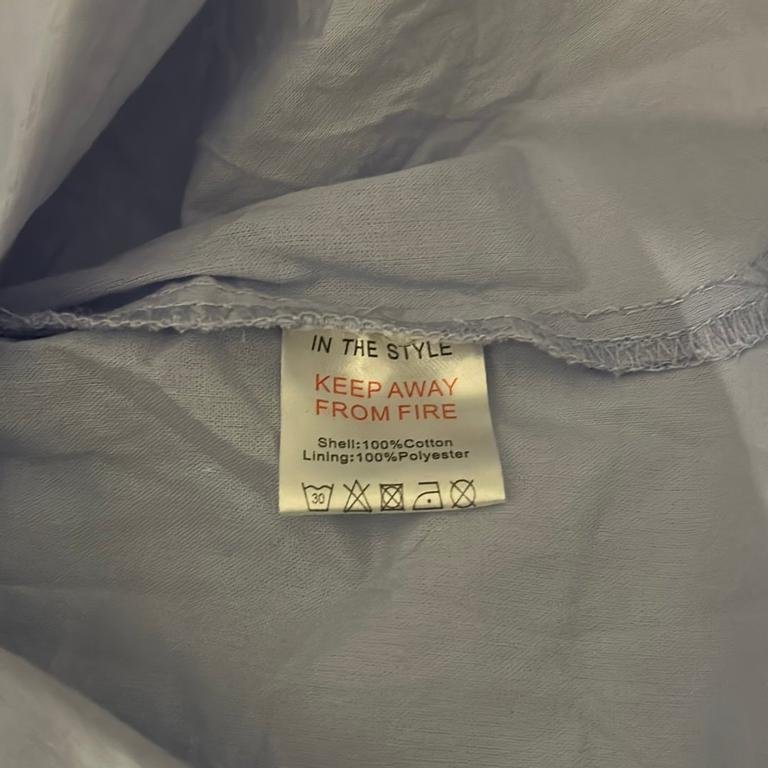 IN THE STYLE
KEEP AWAY
FROM FIRE
Shell:100%Cotton
Lining:100%Polyester
30